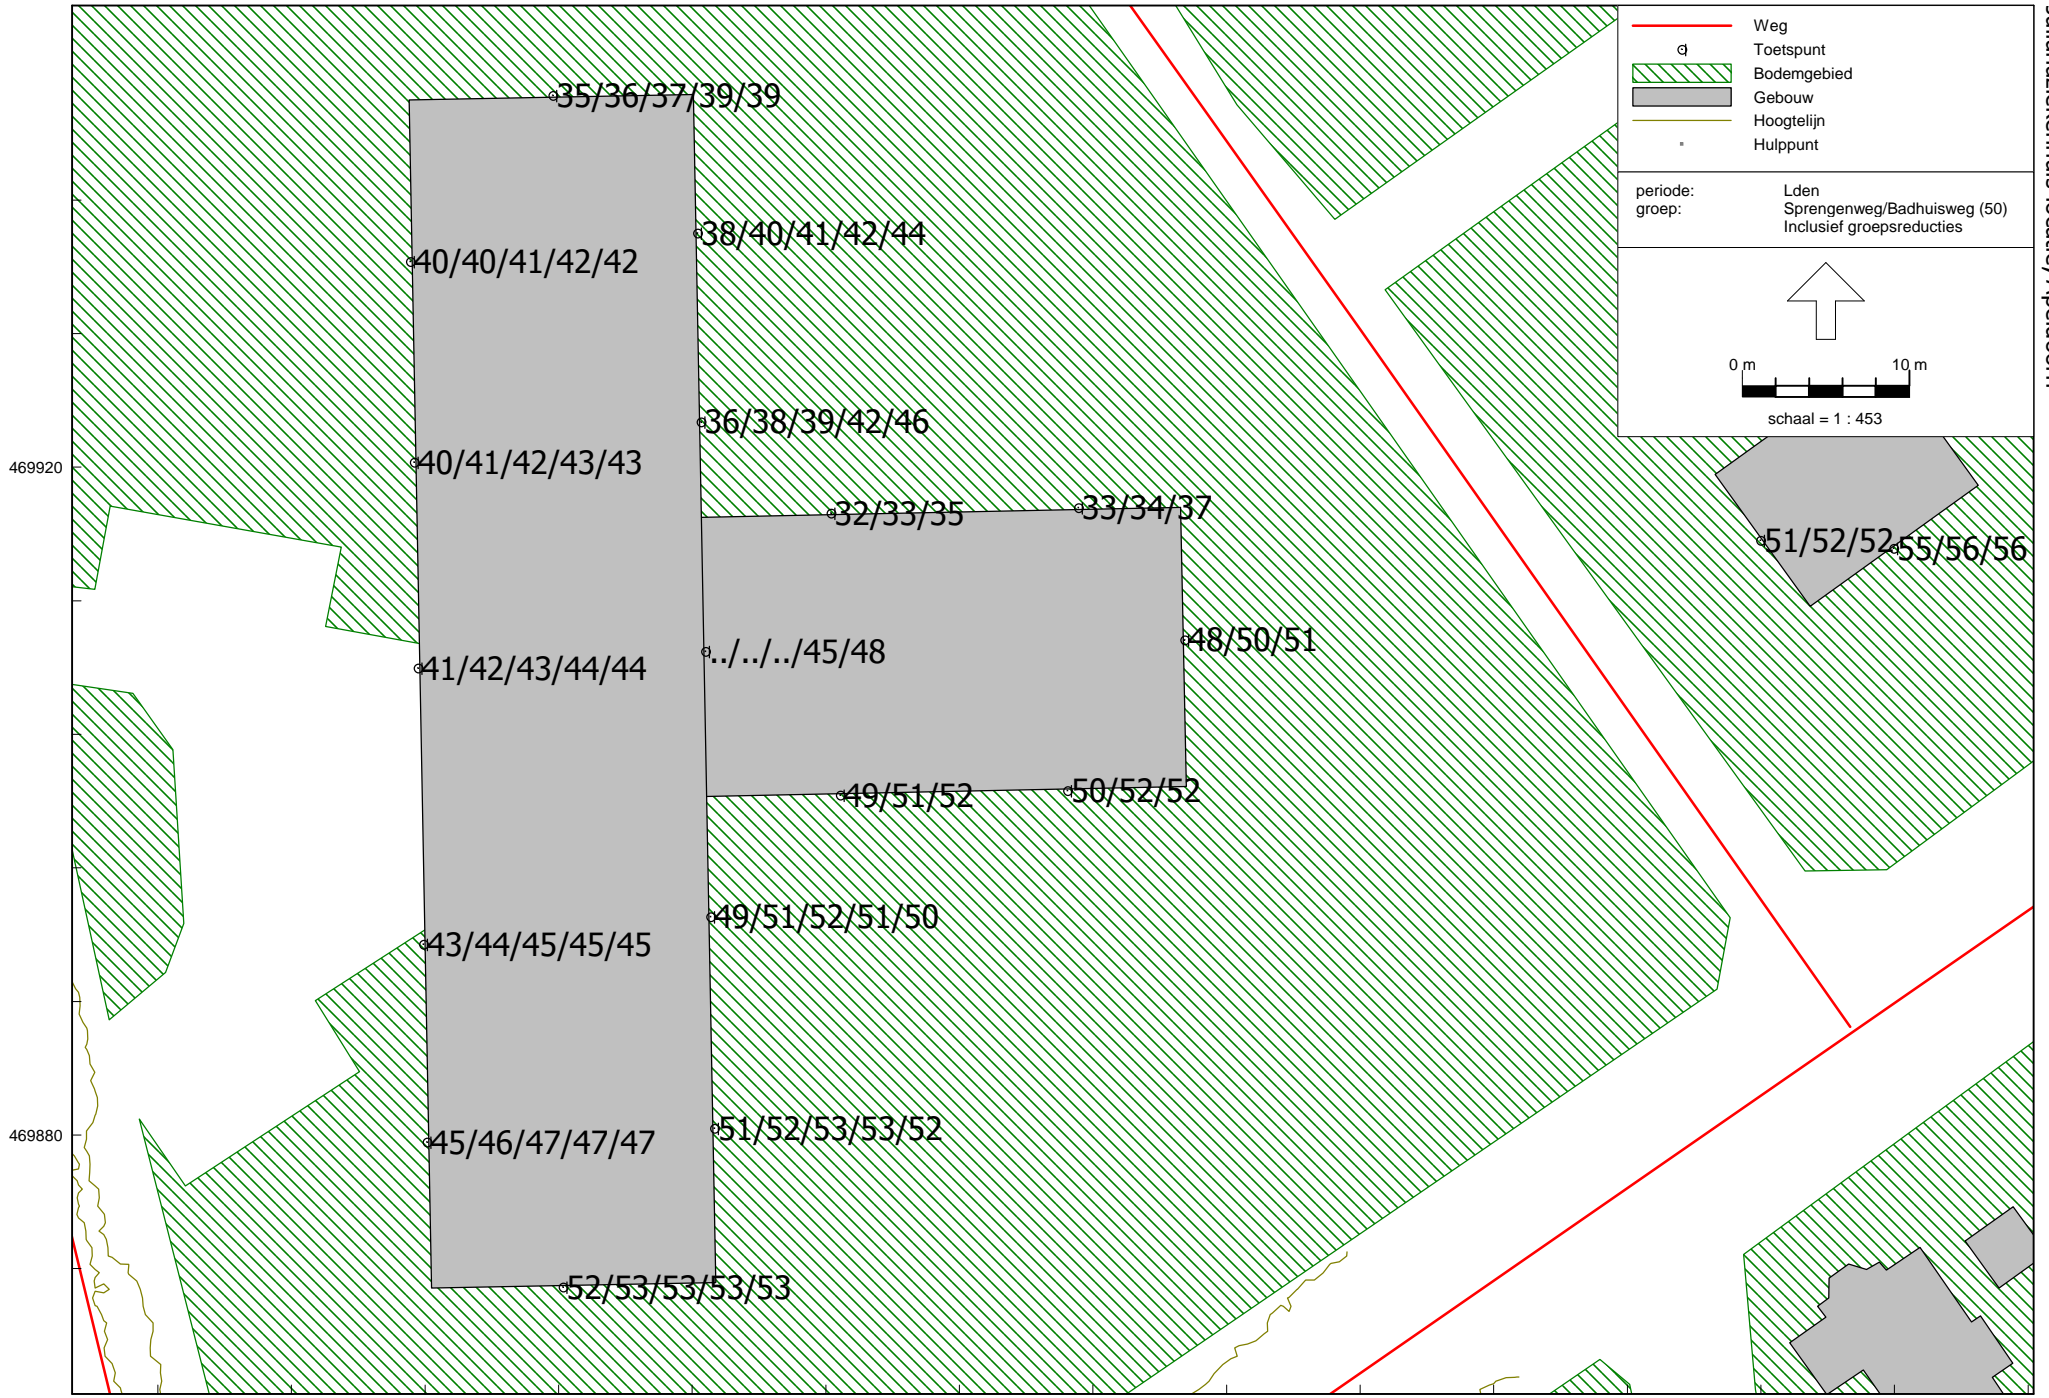 Weg
Toetspunt
Bodemgebied
Gebouw
Hoogtelijn
Hulppunt
periode: Lden
groep: Sprengenweg/Badhuisweg (50)
Inclusief groepsreducties
0 m 10 m
schaal = 1 : 453
35/36/37/39/39
38/40/41/42/44
40/40/41/42/42
36/38/39/42/46
40/41/42/43/43
469920
32/33/35
33/34/37
51/52/52
55/56/56
48/50/51
../../../45/48
41/42/43/44/44
49/51/52
50/52/52
49/51/52/51/50
43/44/45/45/45
51/52/53/53/52
469880
45/46/47/47/47
52/53/53/53/53